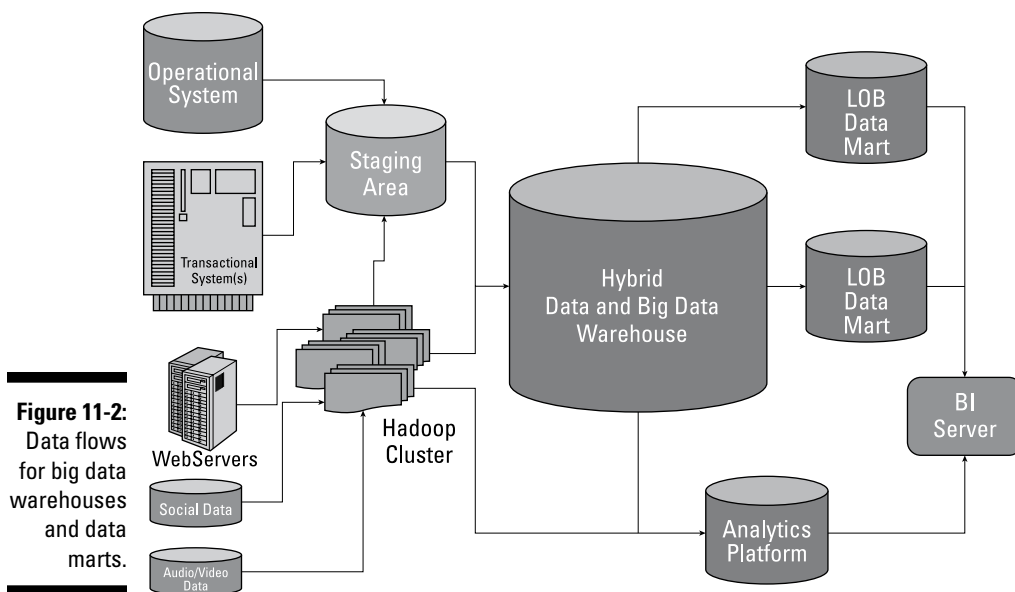 Operational
System
Staging
Area
Transactional
System(s)
WebServers
Social Data
Audio/Video
Data
Hadoop
Cluster
Hybrid
Data and Big Data
Warehouse
LOB
Data
Mart
LOB
Data
Mart
BI
Server
Analytics
Platform
Figure 11-2:
Data flows
for big data
warehouses
and data
marts.